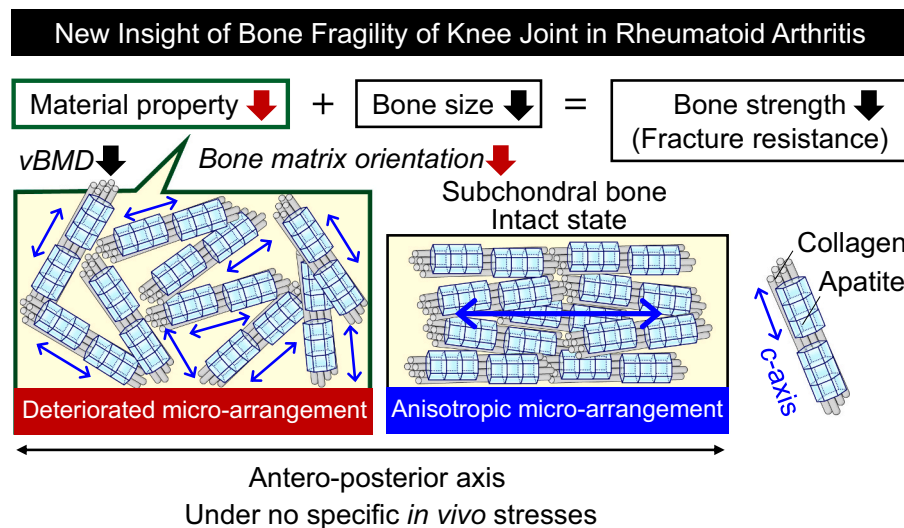 New Insight of Bone Fragility of Knee Joint in Rheumatoid Arthritis
Material property + Bone size = Bone strength
(Fracture resistance)
vBMD Bone matrix orientation
Subchondral bone
Intact state
Collagen
Apatite
c-axis
Deteriorated micro-arrangement
Anisotropic micro-arrangement
Antero-posterior axis
Under no specific in vivo stresses